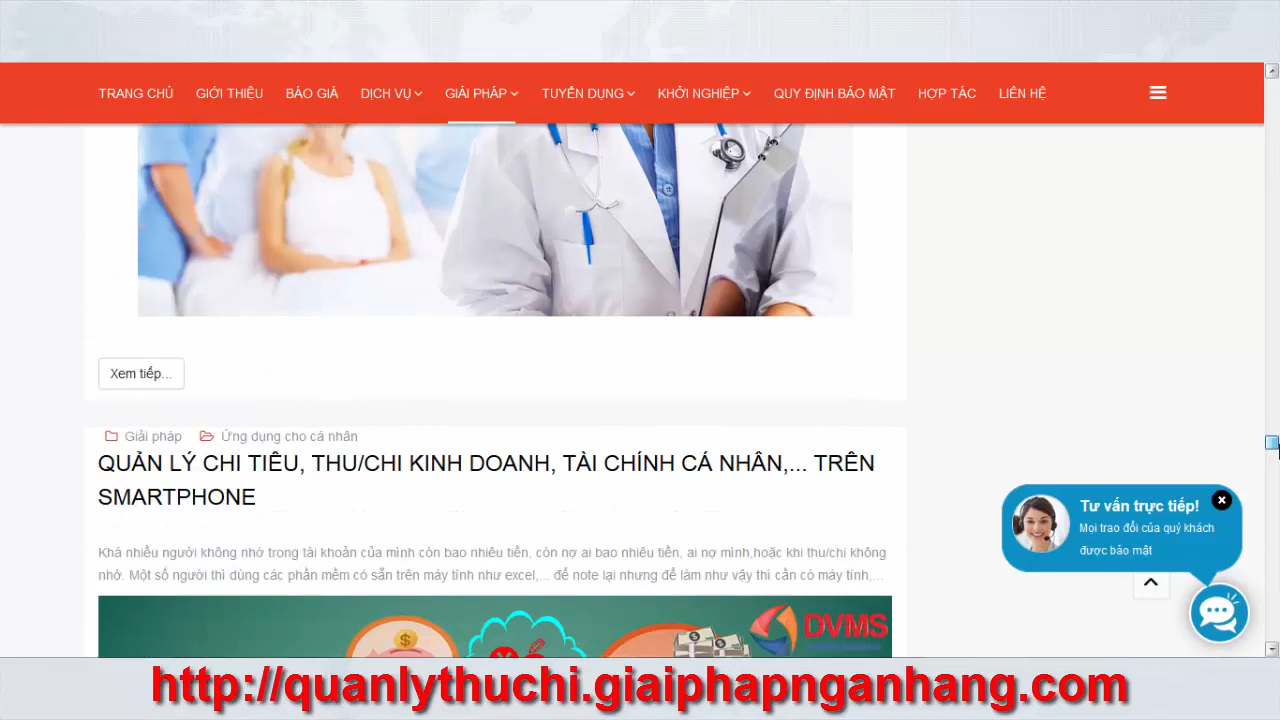 TRANG CHỦ GIỚI THIỆU BÁO GIÁ DỊCH VỤ GIẢI PHÁP TUYỂN DỤNG KHỞI NGHIỆP QUY ĐỊNH BẢO MẬT HỢP TÁC LIÊN HỆ
Xem tiếp...
Giải pháp Ứng dụng cho cá nhân
QUẢN LÝ CHI TIÊU, THU/CHI KINH DOANH, TÀI CHÍNH CÁ NHÂN,... TRÊN
SMARTPHONE
Khá nhiều người không nhớ trong tài khoản của mình còn bao nhiêu tiền, còn nợ ai bao nhiêu tiền, ai nợ mình,hoặc khi thu/chi không
nhớ. Một số người thì dùng các phần mềm có sẵn trên máy tính như excel,... để note lại nhưng để làm như vậy thì cần có máy tính,...
Tư vấn trực tiếp!
Mọi trao đổi của quý khách
được bảo mật
DVMS
http://quanlythuchi.giaiphapnganhang.com